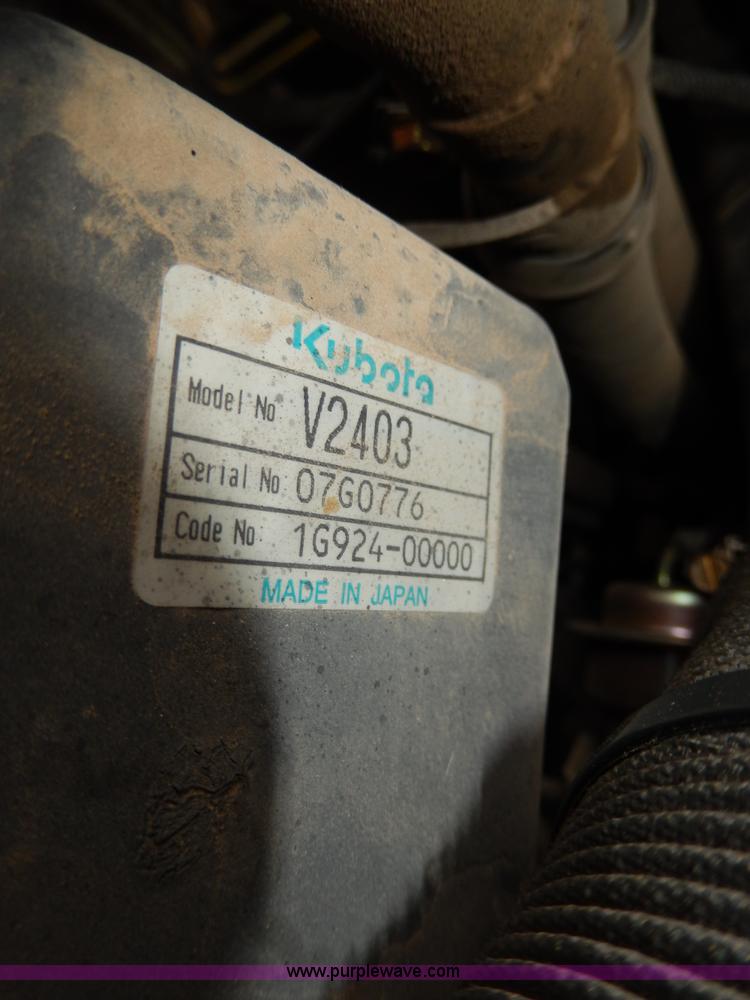 Kubota
Model No V2403
Serial No 07G0776
Code No 1G924-00000
MADE IN JAPAN
www.purplewave.com